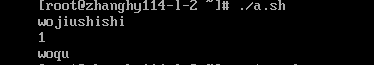 [root@zhanghy114-l-2 ~]# ./a.sh
wojiushishi
1
woqu